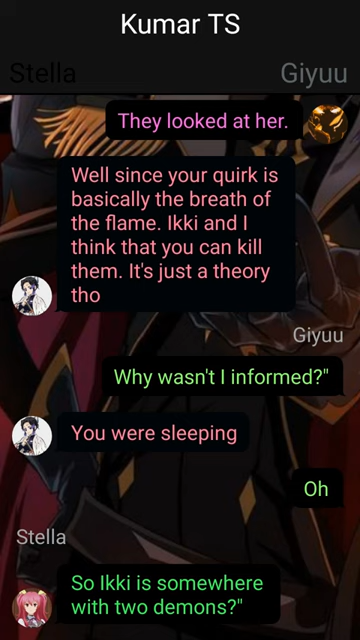 Kumar TS
Stella
Giyuu
They looked at her.
Well since your quirk is
basically the breath of
the flame. Ikki and I
think that you can kill
them. It's just a theory
tho
Giyuu
Why wasn't I informed?"
You were sleeping
Oh
Stella
So Ikki is somewhere
with two demons?"